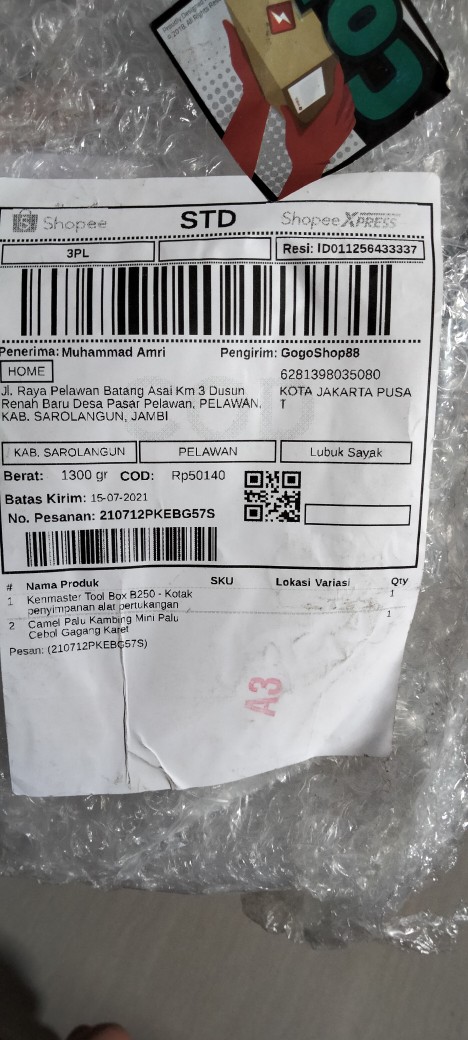 Shopee
STD
Shopee XPRESS
3PL
Resi: ID011256433337
Penerima: Muhammad Amri
Pengirim: GogoShop88
HOME
6281398035080
Jl. Raya Pelawan Batang Asai Km 3 Dusun
Renah Baru Desa Pasar Pelawan, PELAWAN,
KAB. SAROLANGUN, JAMBI
KOTA JAKARTA PUSA
T
KAB. SAROLANGUN
PELAWAN
Lubuk Sayak
Berat: 1300 gr COD: Rp50140
Batas Kirim: 15-07-2021
No. Pesanan: 210712PKEBG57S
# Nama Produk SKU Lokasi Variasi Qty
1 Kenmaster Tool Box B250 - Kotak 1
penyimpanan alat pertukangan
2 Camel Palu Kambing Mini Palu 1
Cebol Gagang Karet
Pesan: (210712PKEBG57S)
A3